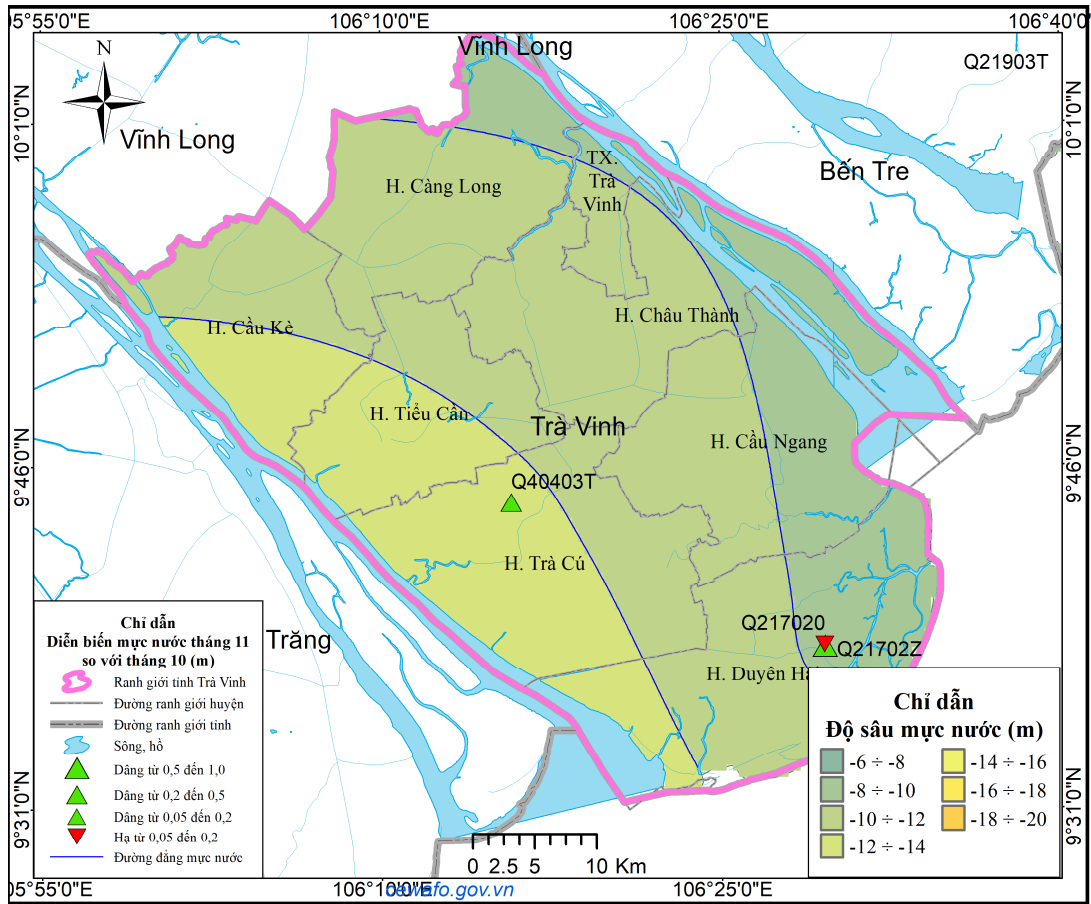 05°55'0"E
106°10'0"E
106°25'0"E
106°40'0"E
N
Vĩnh Long
Q21903T
10°1'0"N
10°1'0"N
Vĩnh Long
TX.
Trà
Vinh
Bến Tre
H. Càng Long
H. Châu Thành
H. Cầu Kè
H. Tiểu Cần
Trà Vinh
H. Cầu Ngang
9°46'0"N
9°46'0"N
Q40403T
H. Trà Cú
Q217020
Q21702Z
Trăng
H. Duyên Hải
Chỉ dẫn
Diễn biến mực nước tháng 11
so với tháng 10 (m)
Ranh giới tỉnh Trà Vinh
Đường ranh giới huyện
Đường ranh giới tỉnh
Sông, hồ
Dâng từ 0,5 đến 1,0
Dâng từ 0,2 đến 0,5
Dâng từ 0,05 đến 0,2
Hạ từ 0,05 đến 0,2
Đường đẳng mực nước
Chỉ dẫn
Độ sâu mực nước (m)
-6 ÷ -8
-8 ÷ -10
-10 ÷ -12
-12 ÷ -14
-14 ÷ -16
-16 ÷ -18
-18 ÷ -20
9°31'0"N
9°31'0"N
0 2.5 5 10 Km
05°55'0"E
106°10'0"E
106°25'0"E
cewafo.gov.vn